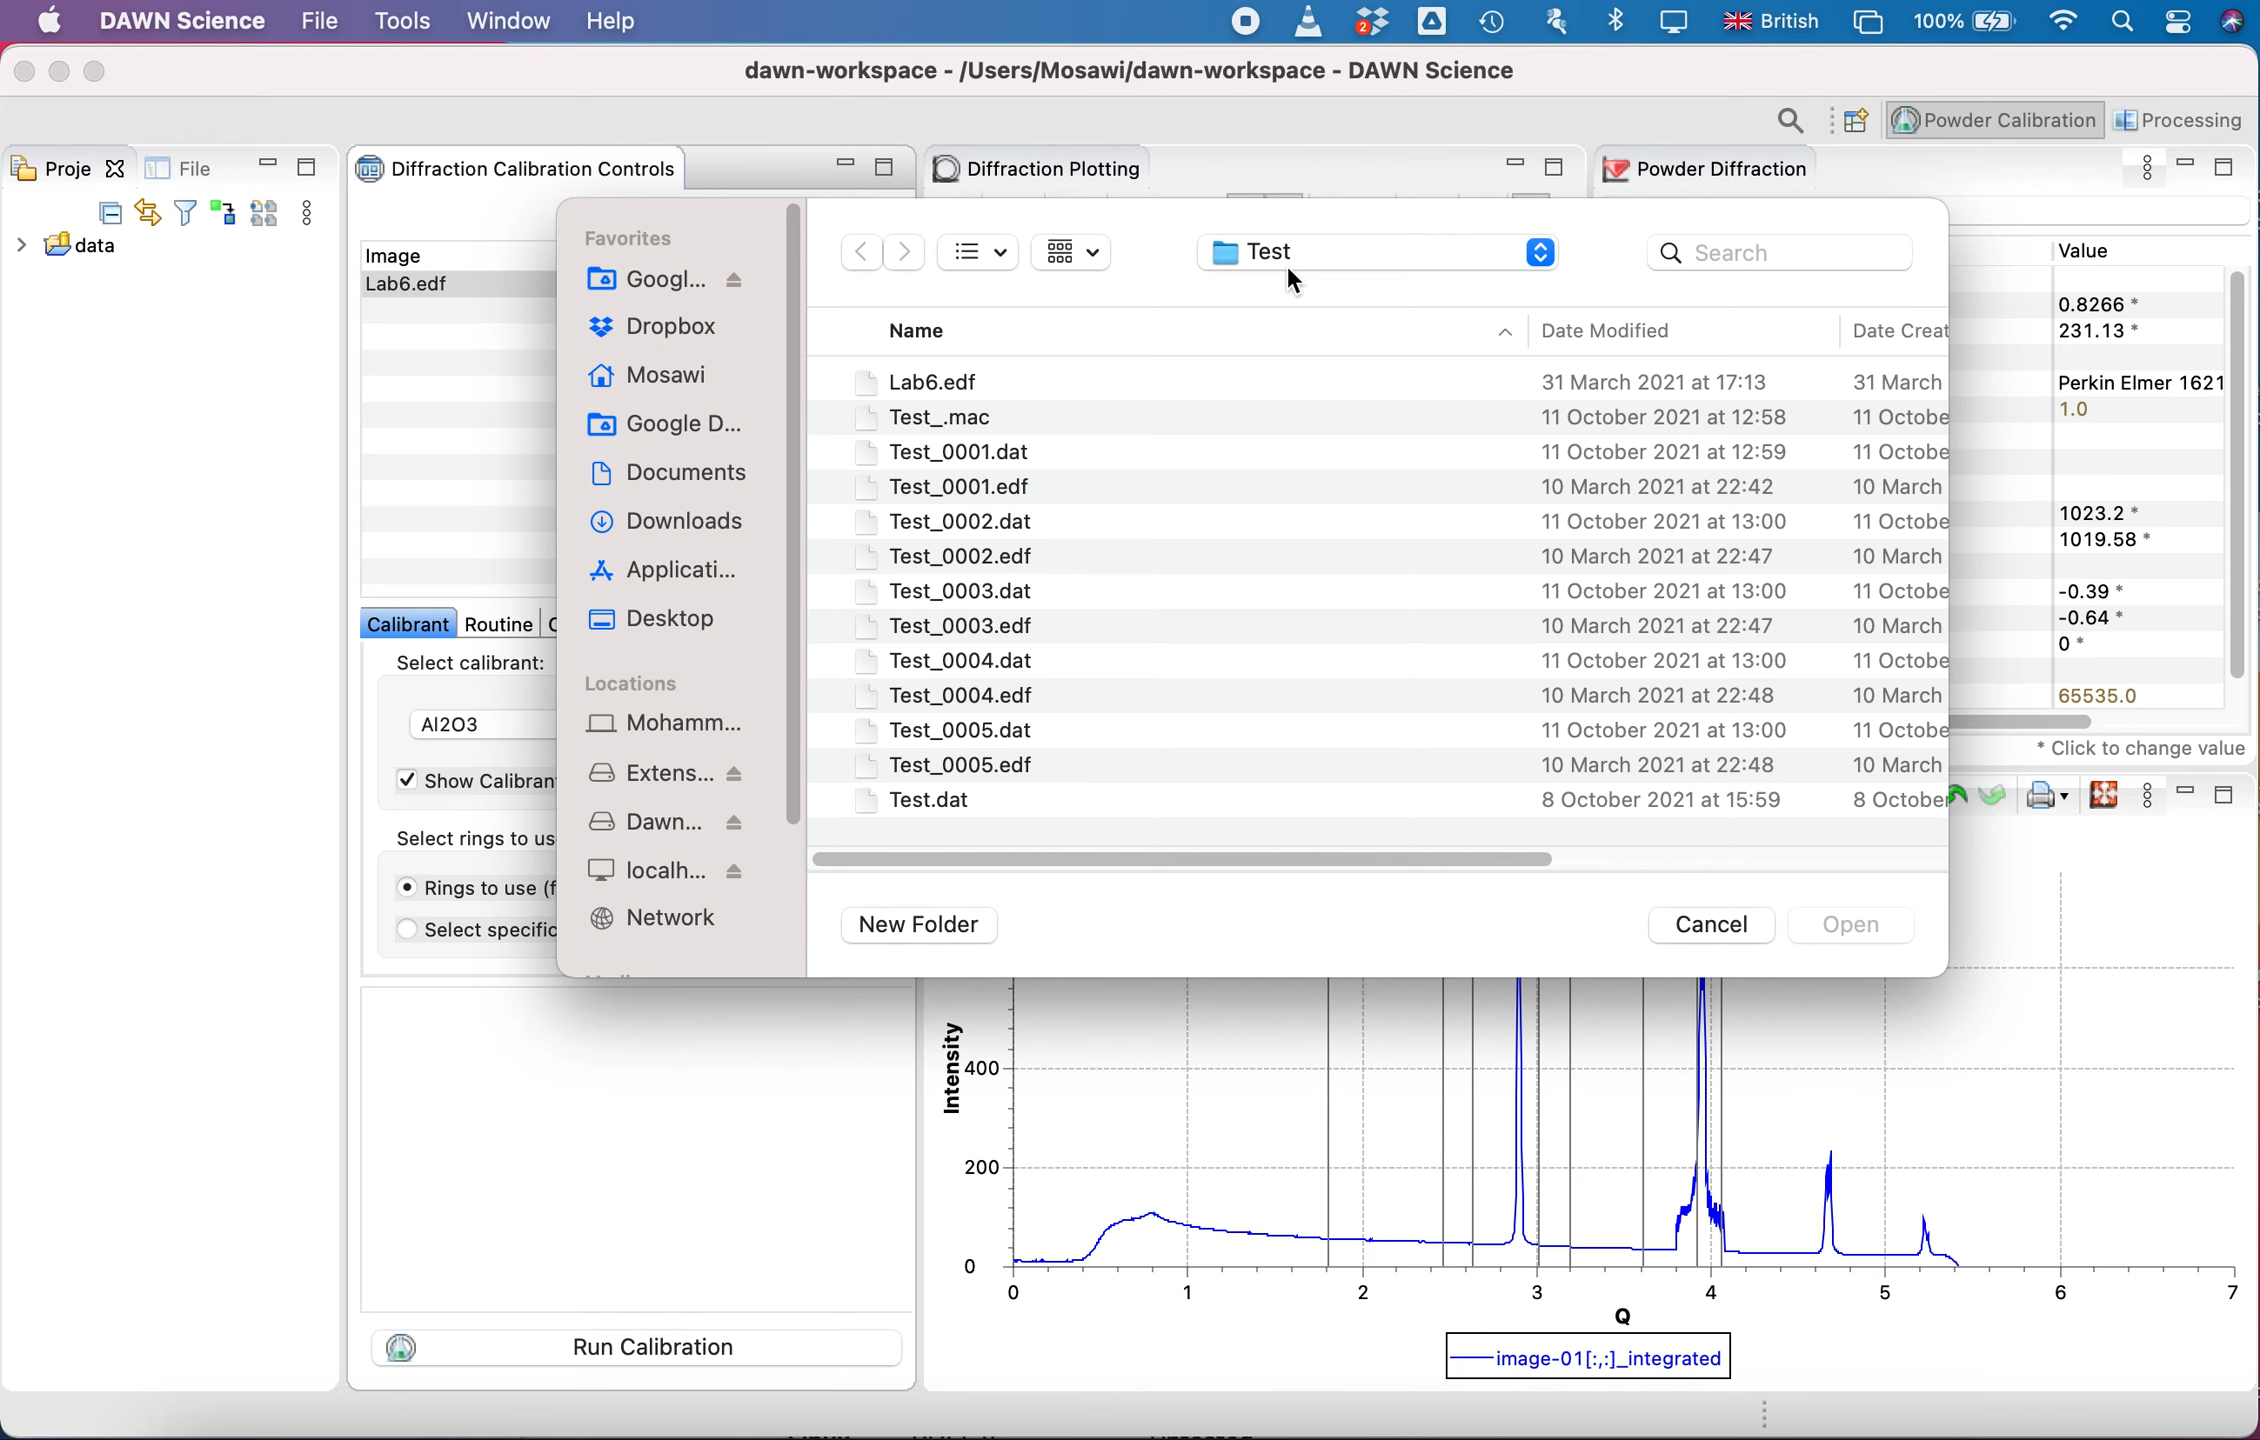 DAWN Science File Tools Window Help 2 British 100%
dawn-workspace - /Users/Mosawi/dawn-workspace - DAWN Science
Powder Calibration Processing
Proje File
data
Diffraction Calibration Controls
Diffraction Plotting
Powder Diffraction
Image
Lab6.edf
Calibrant Routine
Select calibrant:
Al2O3
Show Calibran
Select rings to us
Rings to use (f
Select specific
Run Calibration
Favorites
Googl...
Dropbox
Mosawi
Google D...
Documents
Downloads
Applicati...
Desktop
Locations
Mohamm...
Extens...
Dawn...
localh...
Network
Test
Search
Name Date Modified Date Creat
Lab6.edf 31 March 2021 at 17:13 31 March
Test_.mac 11 October 2021 at 12:58 11 Octobe
Test_0001.dat 11 October 2021 at 12:59 11 Octobe
Test_0001.edf 10 March 2021 at 22:42 10 March
Test_0002.dat 11 October 2021 at 13:00 11 Octobe
Test_0002.edf 10 March 2021 at 22:47 10 March
Test_0003.dat 11 October 2021 at 13:00 11 Octobe
Test_0003.edf 10 March 2021 at 22:47 10 March
Test_0004.dat 11 October 2021 at 13:00 11 Octobe
Test_0004.edf 10 March 2021 at 22:48 10 March
Test_0005.dat 11 October 2021 at 13:00 11 Octobe
Test_0005.edf 10 March 2021 at 22:48 10 March
Test.dat 8 October 2021 at 15:59 8 October
New Folder Cancel Open
Value
0.8266 *
231.13 *
Perkin Elmer 1621
1.0
1023.2 *
1019.58 *
-0.39 *
-0.64 *
0 *
65535.0
* Click to change value
Intensity
400
200
0
0 1 2 3 4 5 6 7
Q
image-01[:,:]_integrated